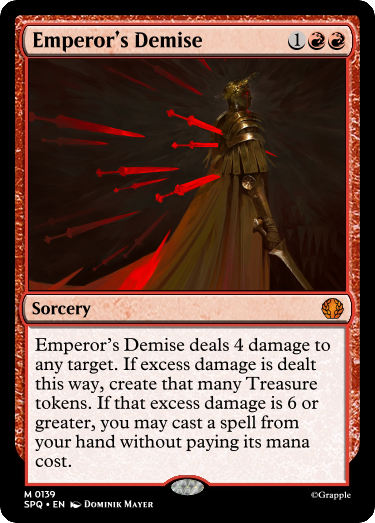 Emperor's Demise 1
Sorcery
Emperor's Demise deals 4 damage to
any target. If excess damage is dealt
this way, create that many Treasure
tokens. If that excess damage is 6 or
greater, you may cast a spell from
your hand without paying its mana
cost.
M 0139
SPQ • EN Dominik Mayer
©Grapple